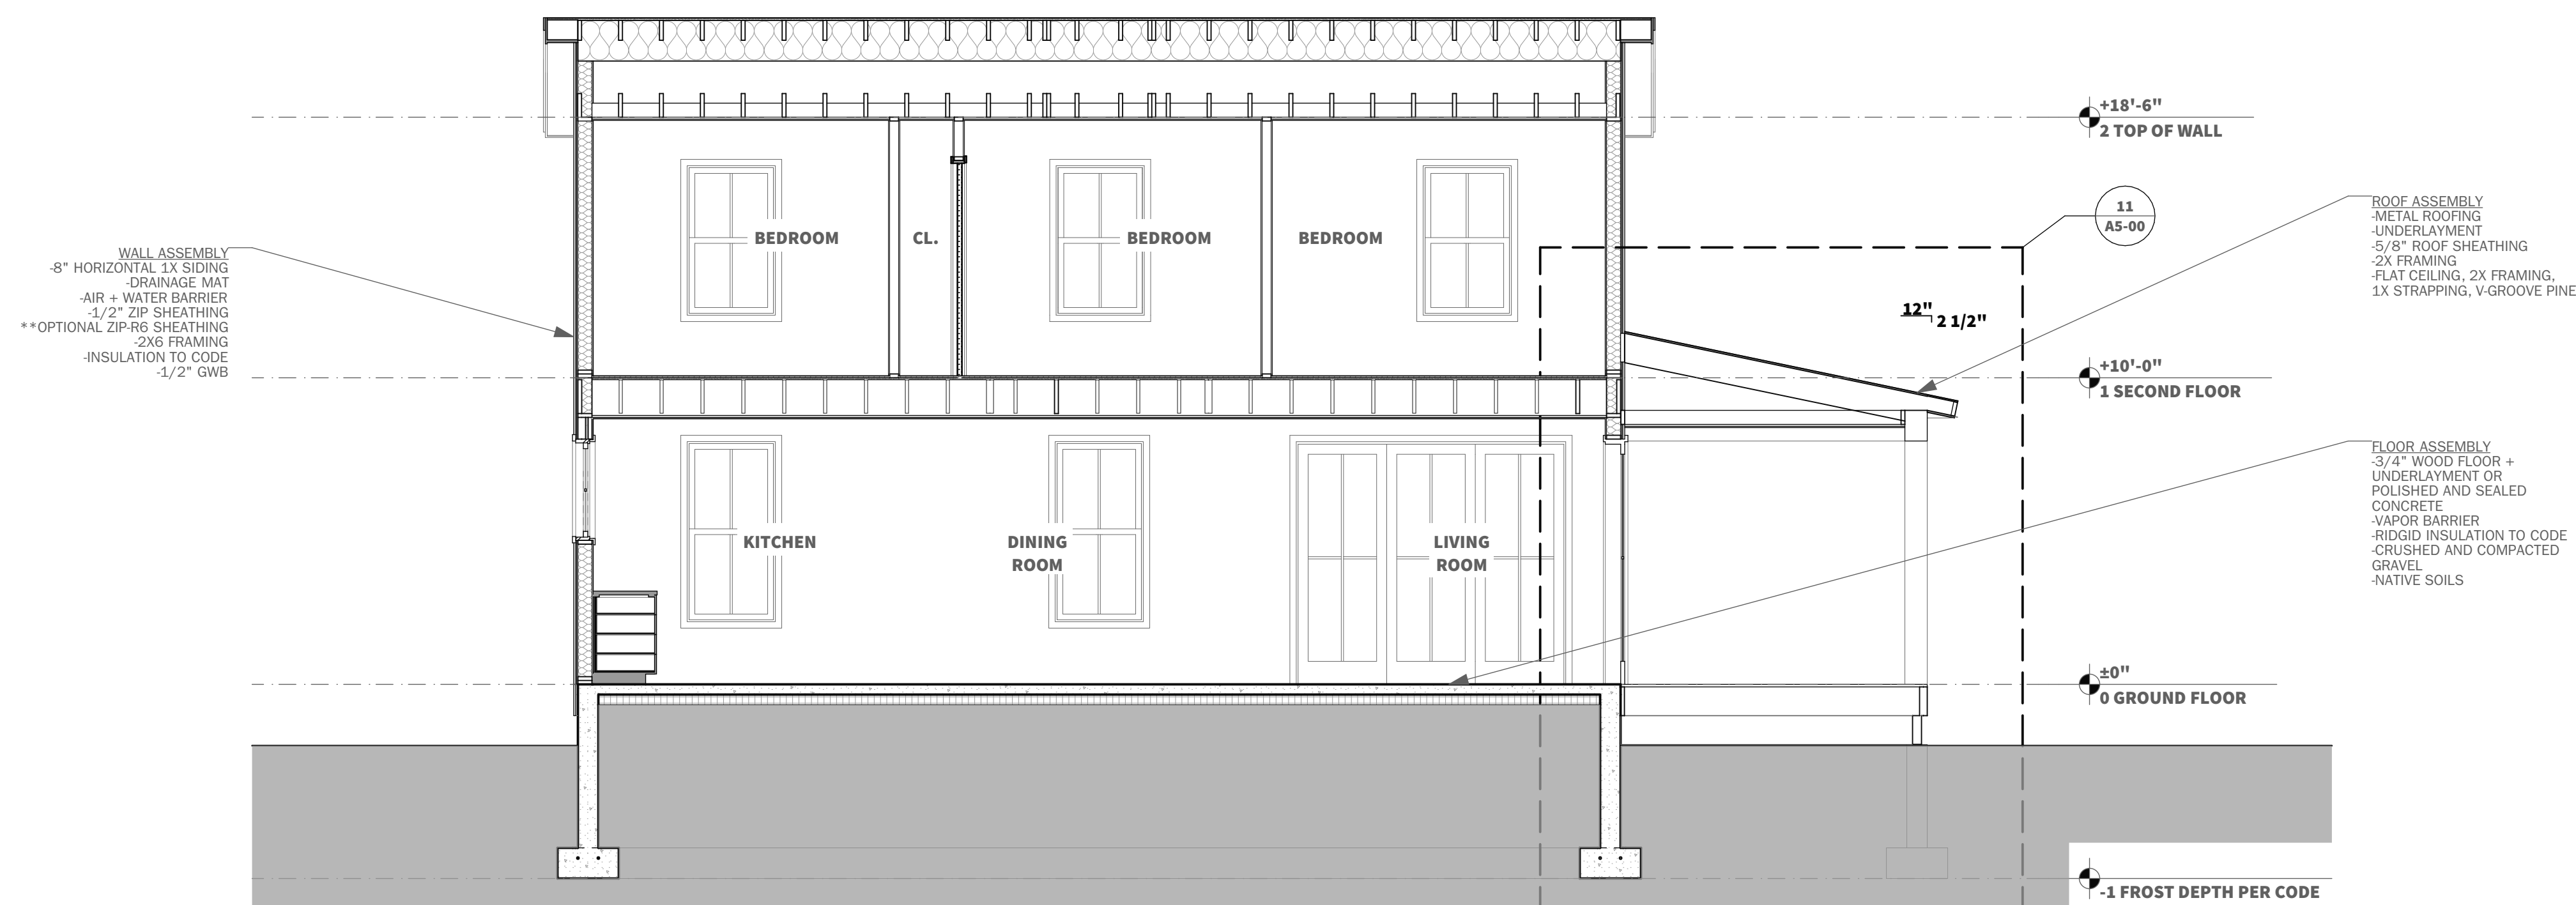 +18'-6"
2 TOP OF WALL
11
A5-00
ROOF ASSEMBLY
-METAL ROOFING
-UNDERLAYMENT
-5/8" ROOF SHEATHING
-2X FRAMING
-FLAT CEILING, 2X FRAMING,
1X STRAPPING, V-GROOVE PINE
WALL ASSEMBLY
-8" HORIZONTAL 1X SIDING
-DRAINAGE MAT
-AIR + WATER BARRIER
-1/2" ZIP SHEATHING
**OPTIONAL ZIP-R6 SHEATHING
-2X6 FRAMING
-INSULATION TO CODE
-1/2" GWB
BEDROOM
CL.
BEDROOM
BEDROOM
12"
2 1/2"
+10'-0"
1 SECOND FLOOR
FLOOR ASSEMBLY
-3/4" WOOD FLOOR +
UNDERLAYMENT OR
POLISHED AND SEALED
CONCRETE
-VAPOR BARRIER
-RIDGID INSULATION TO CODE
-CRUSHED AND COMPACTED
GRAVEL
-NATIVE SOILS
KITCHEN
DINING
ROOM
LIVING
ROOM
±0"
0 GROUND FLOOR
-1 FROST DEPTH PER CODE